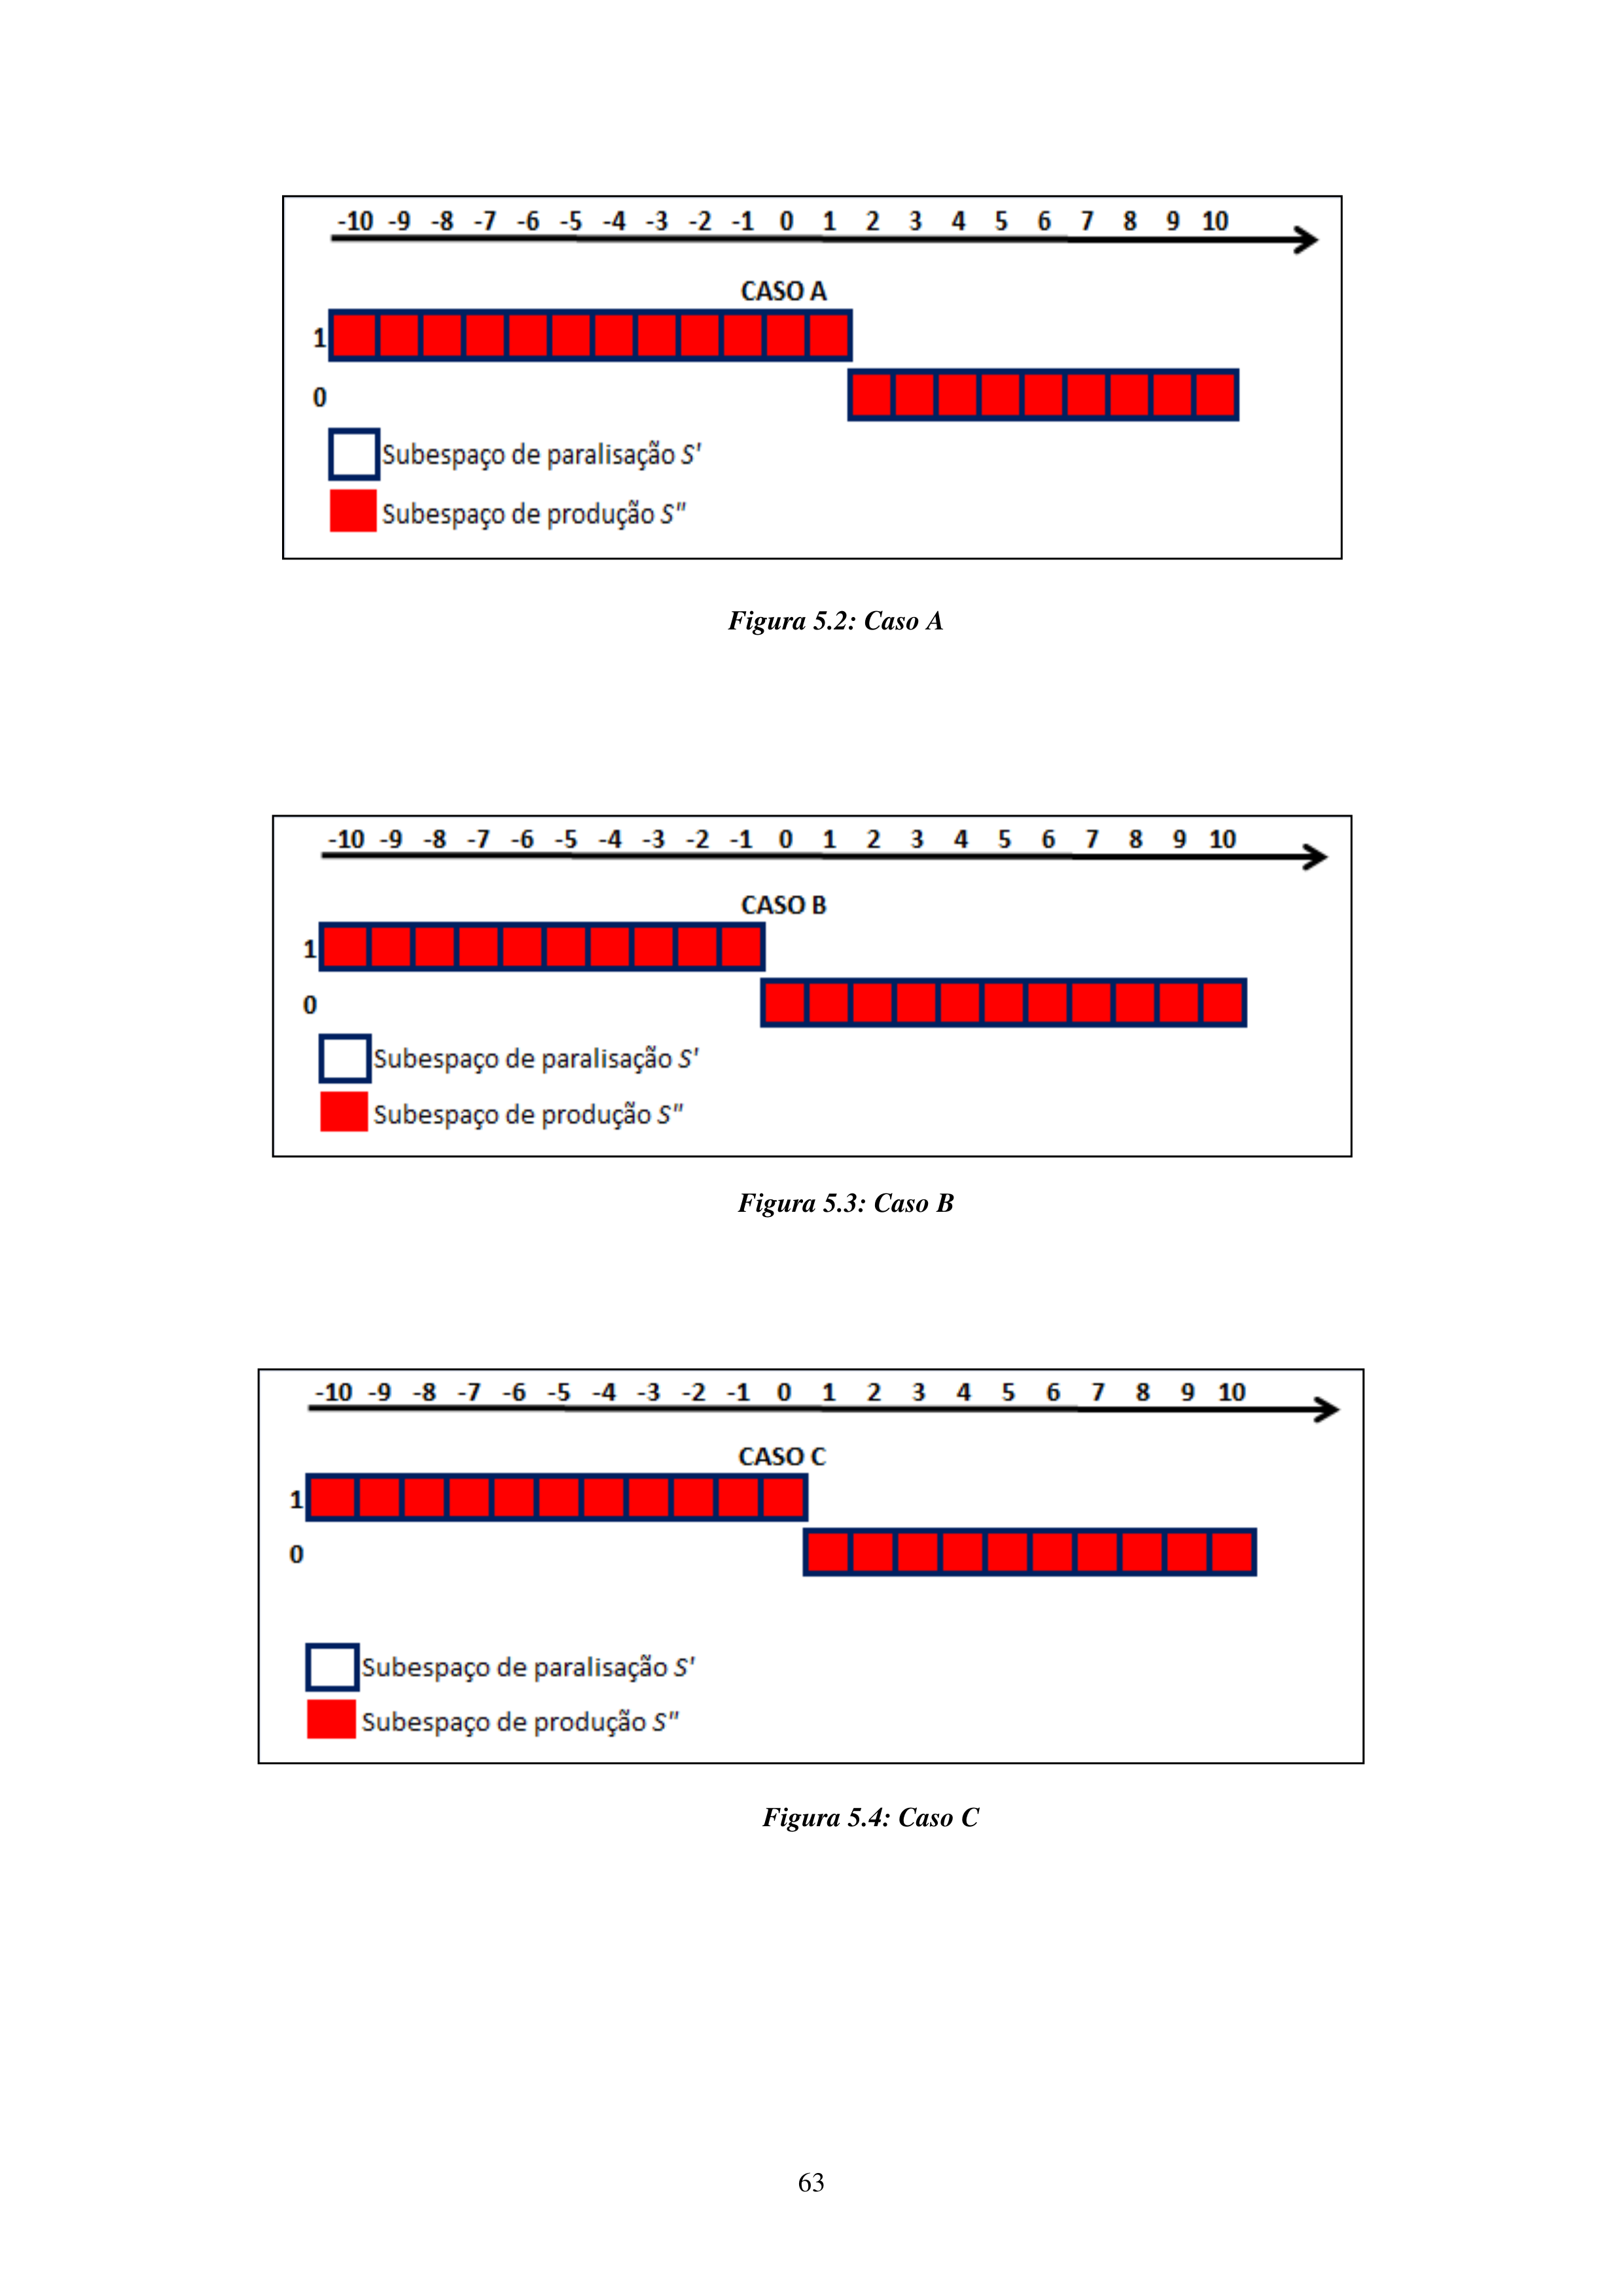 -10 -9 -8 -7 -6 -5 -4 -3 -2 -1 0 1 2 3 4 5 6 7 8 9 10
CASO A
1
0
Subespaço de paralisação S'
Subespaço de produção S"
Figura 5.2: Caso A
-10 -9 -8 -7 -6 -5 -4 -3 -2 -1 0 1 2 3 4 5 6 7 8 9 10
CASO B
1
0
Subespaço de paralisação S'
Subespaço de produção S"
Figura 5.3: Caso B
-10 -9 -8 -7 -6 -5 -4 -3 -2 -1 0 1 2 3 4 5 6 7 8 9 10
CASO C
1
0
Subespaço de paralisação S'
Subespaço de produção S"
Figura 5.4: Caso C
63